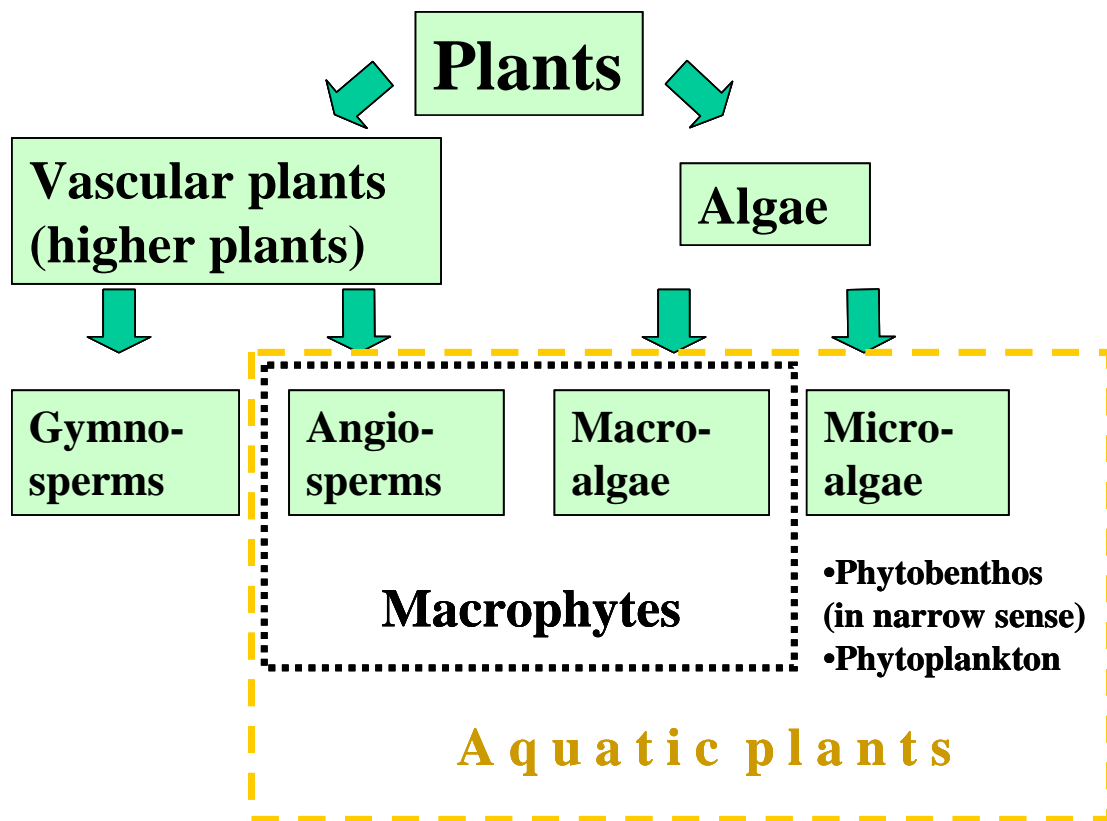 Plants
Vascular plants
(higher plants)
Algae
Gymno-
sperms
Angio-
sperms
Macro-
algae
Micro-
algae
Macrophytes
•Phytobenthos
(in narrow sense)
•Phytoplankton
Aquatic plants